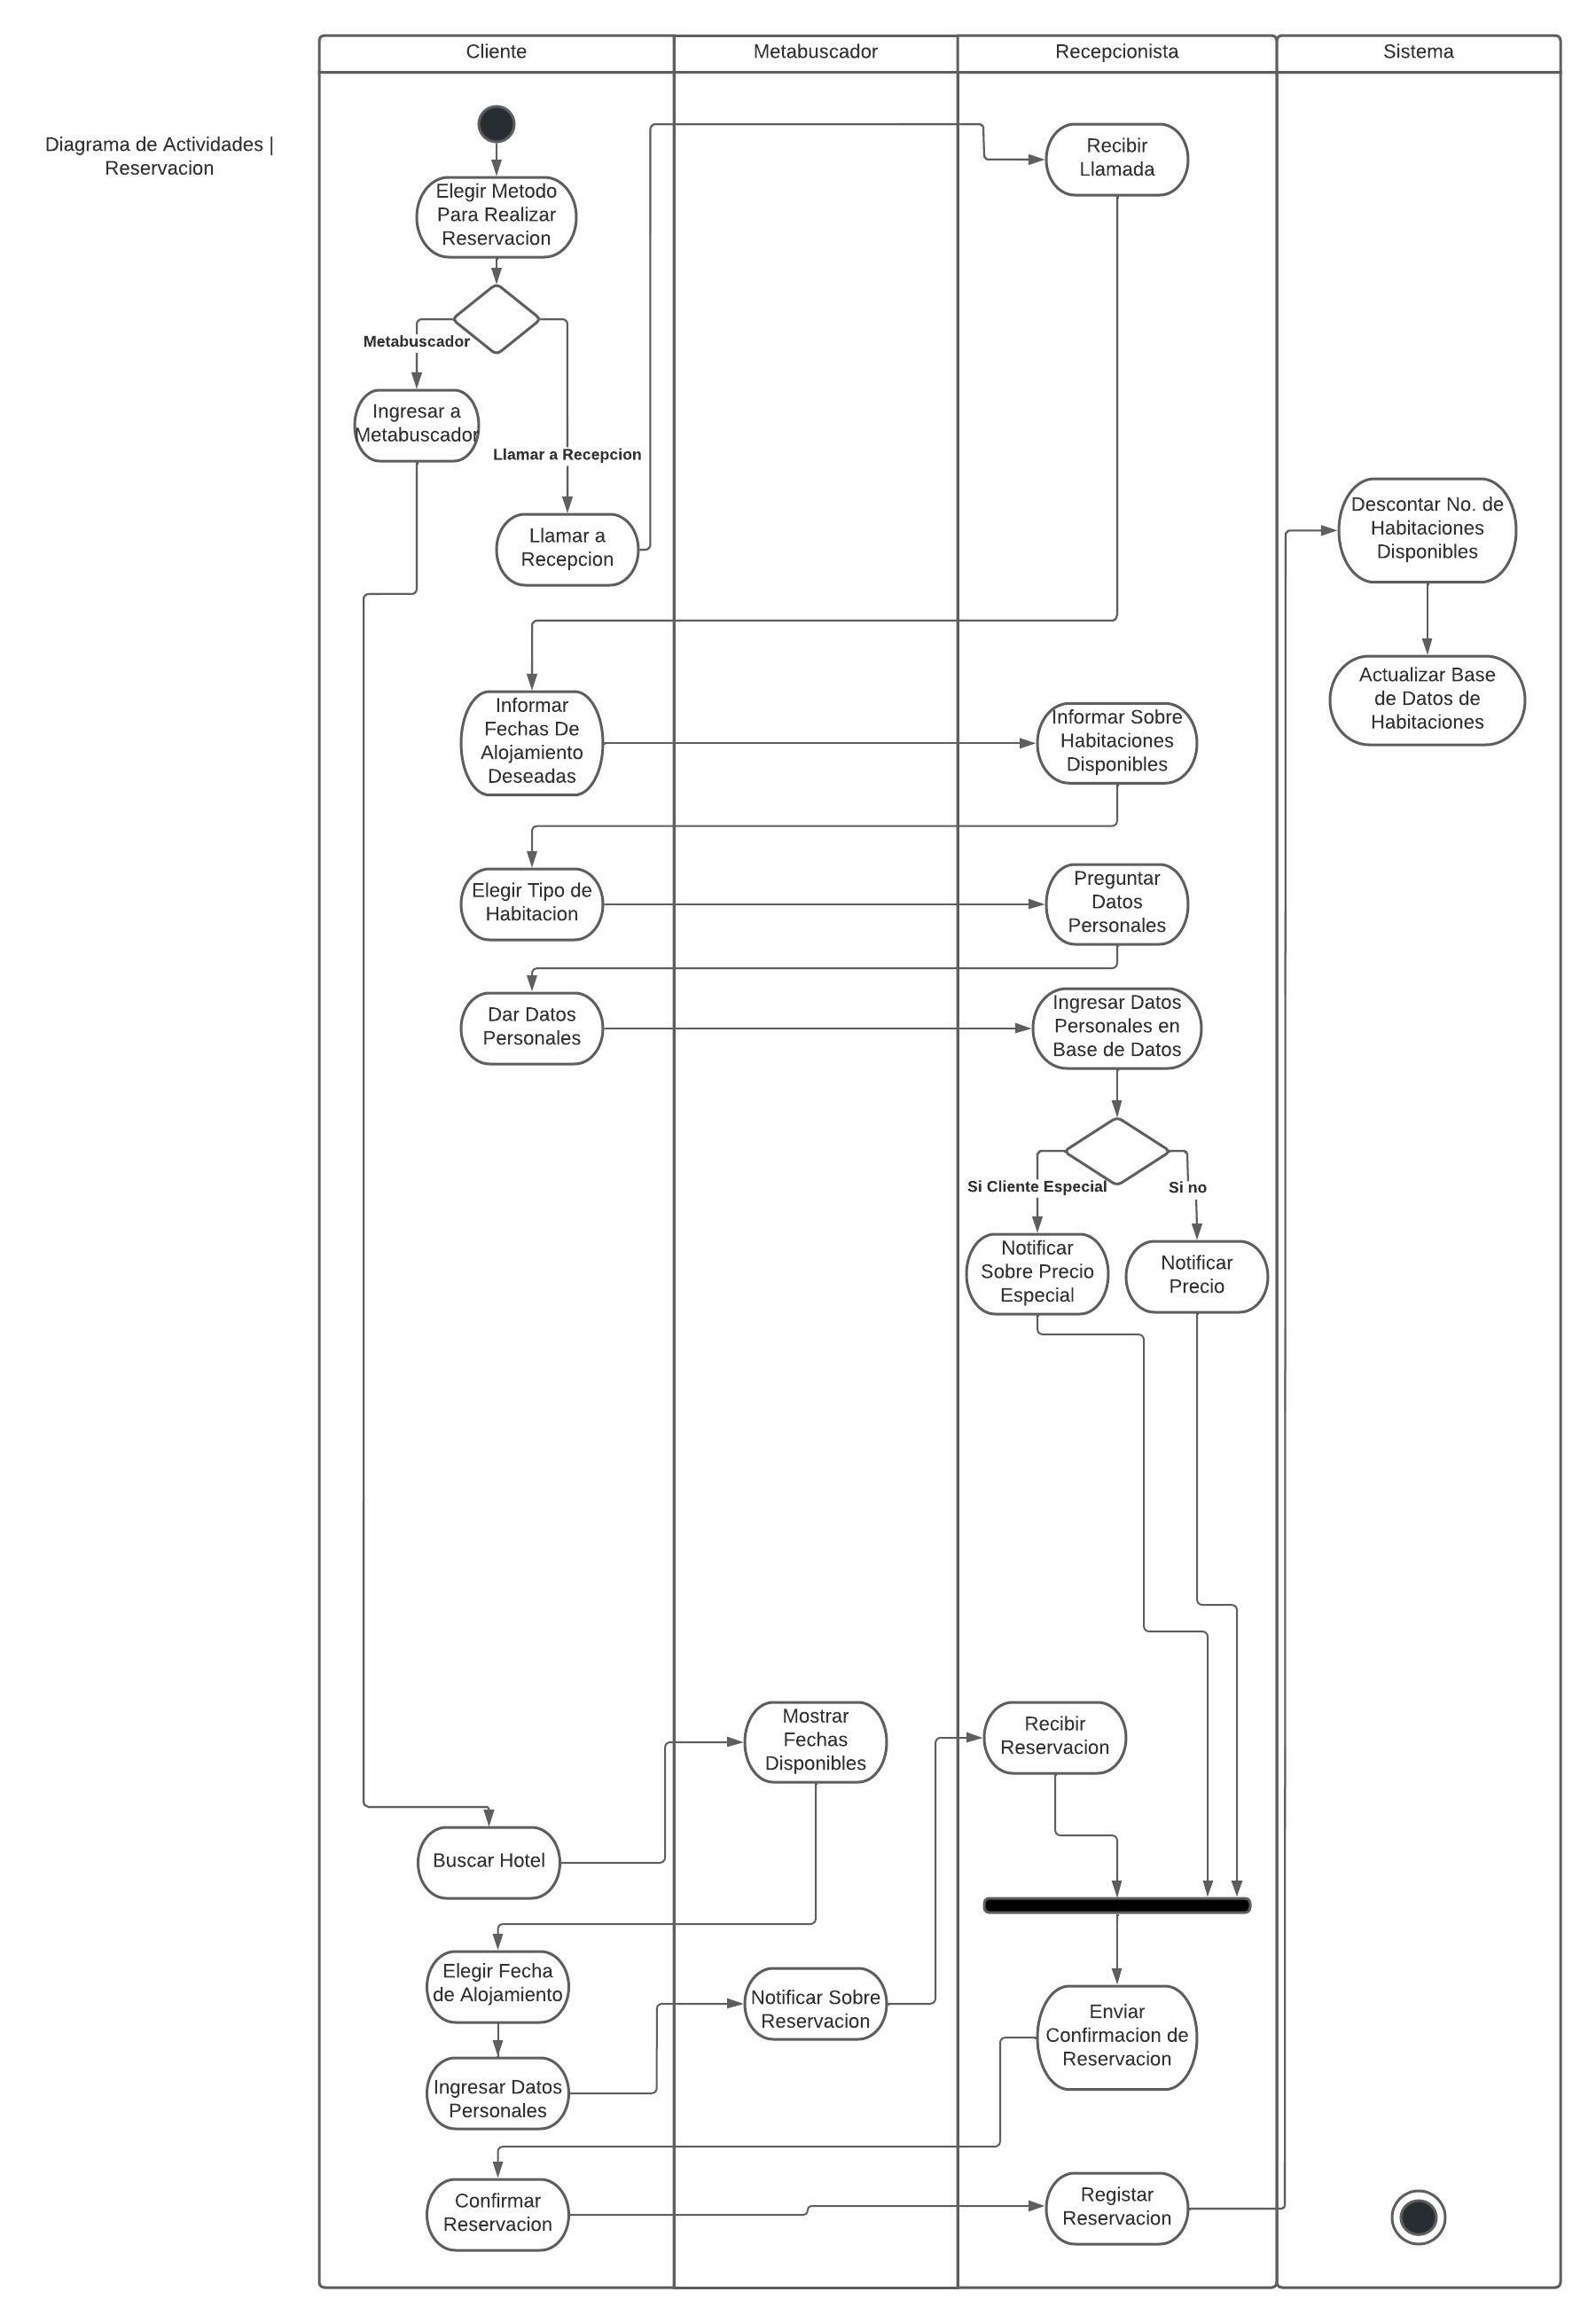 Cliente
Metabuscador
Recepcionista
Sistema
Diagrama de Actividades |
Reservacion
Elegir Metodo
Para Realizar
Reservacion
Metabuscador
Ingresar a
Metabuscador
Llamar a Recepcion
Llamar a
Recepcion
Recibir
Llamada
Descontar No. de
Habitaciones
Disponibles
Actualizar Base
de Datos de
Habitaciones
Informar
Fechas De
Alojamiento
Deseadas
Informar Sobre
Habitaciones
Disponibles
Elegir Tipo de
Habitacion
Preguntar
Datos
Personales
Dar Datos
Personales
Ingresar Datos
Personales en
Base de Datos
Si Cliente Especial
Si no
Notificar
Sobre Precio
Especial
Notificar
Precio
Mostrar
Fechas
Disponibles
Recibir
Reservacion
Buscar Hotel
Elegir Fecha
de Alojamiento
Notificar Sobre
Reservacion
Enviar
Confirmacion de
Reservacion
Ingresar Datos
Personales
Confirmar
Reservacion
Registar
Reservacion